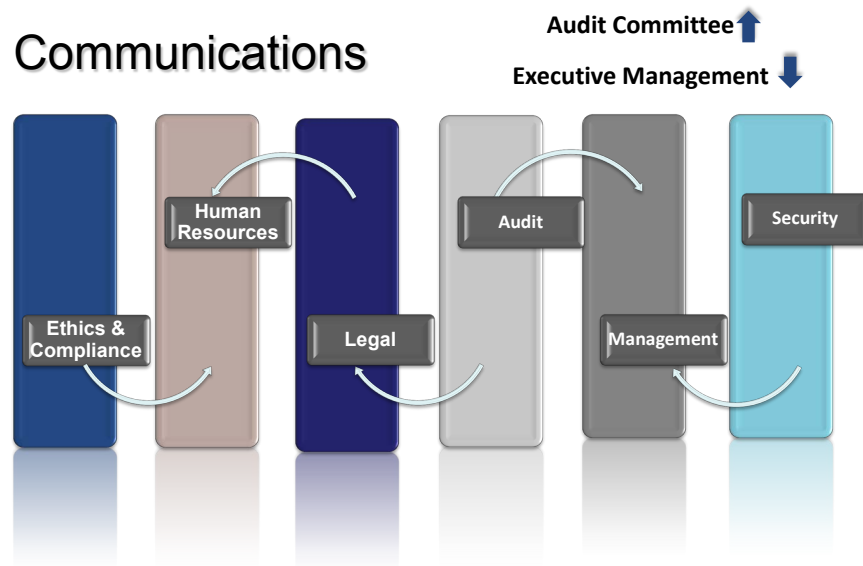 Communications
Audit Committee
Executive Management
Human
Resources
Audit
Security
Ethics &
Compliance
Legal
Management